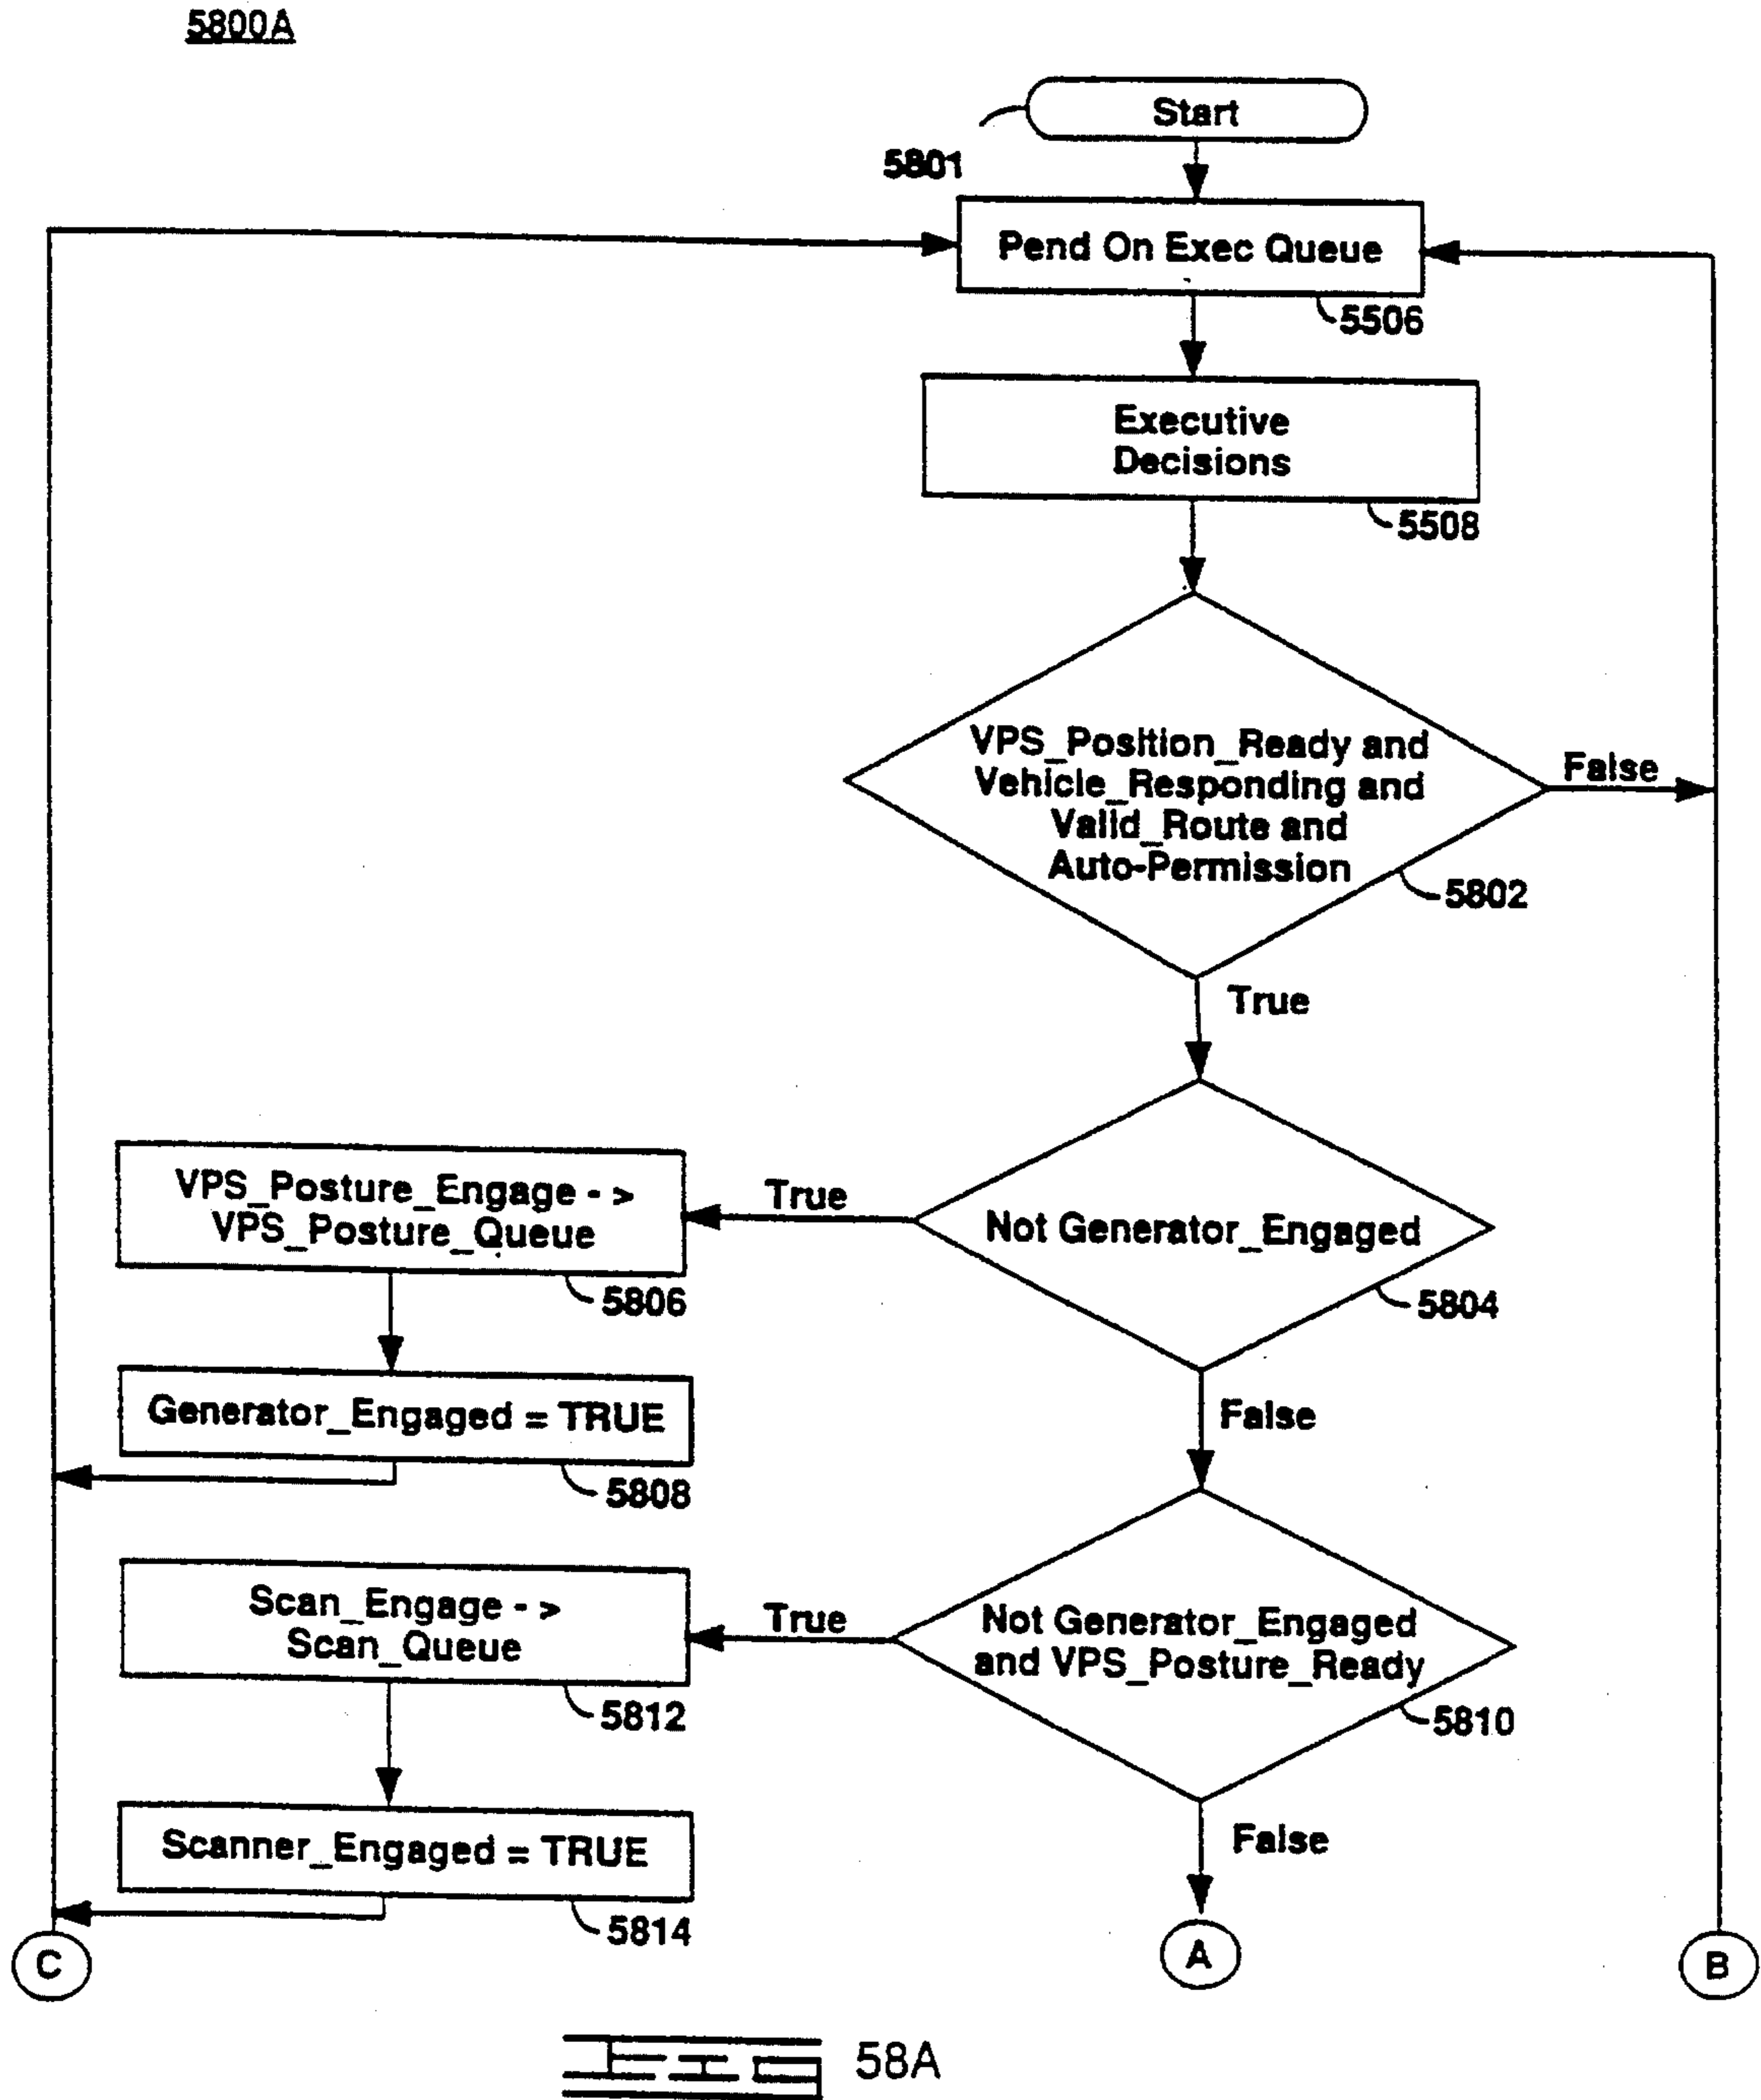 5800A
Start
5801
Pend On Exec Queue
5506
Executive
Decisions
5508
VPS_Position_Ready and
Vehicle_Responding and
Valid_Route and
Auto-Permission
False
5802
True
VPS_Posture_Engage - >
VPS_Posture_Queue
True
Not Generator_Engaged
5806
5804
Generator_Engaged = TRUE
False
5808
Scan_Engage - >
Scan_Queue
True
Not Generator_Engaged
and VPS_Posture_Ready
5812
5810
Scanner_Engaged = TRUE
False
5814
C
A
B
58A